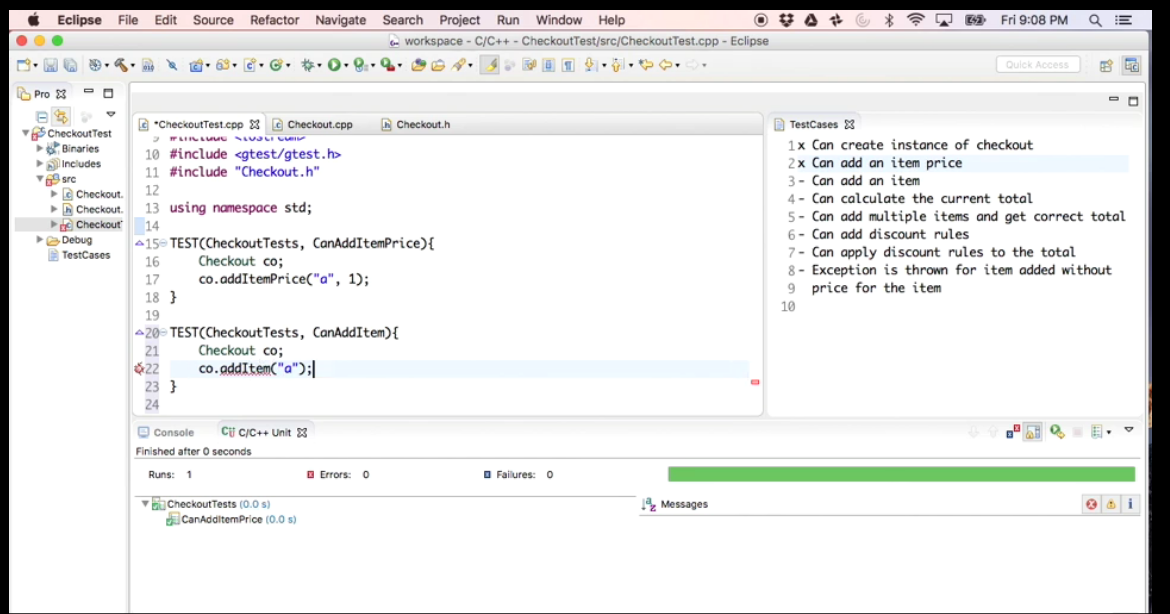 Eclipse File Edit Source Refactor Navigate Search Project Run Window Help Fri 9:08 PM
workspace - C/C++ - CheckoutTest/src/CheckoutTest.cpp - Eclipse
Quick Access
Pro
CheckoutTest
Binaries
Includes
src
Checkout.
Checkout.
Checkout
Debug
TestCases
*CheckoutTest.cpp Checkout.cpp Checkout.h
9 #include <iostream>
10 #include <gtest/gtest.h>
11 #include "Checkout.h"
12
13 using namespace std;
14
15 TEST(CheckoutTests, CanAddItemPrice){
16 Checkout co;
17 co.addItemPrice("a", 1);
18 }
19
20 TEST(CheckoutTests, CanAddItem){
21 Checkout co;
22 co.addItem("a");
23 }
24
TestCases
1 x Can create instance of checkout
2 x Can add an item price
3 - Can add an item
4 - Can calculate the current total
5 - Can add multiple items and get correct total
6 - Can add discount rules
7 - Can apply discount rules to the total
8 - Exception is thrown for item added without
9 price for the item
10
Console C/C++ Unit
Finished after 0 seconds
Runs: 1 Errors: 0 Failures: 0
CheckoutTests (0.0 s)
CanAddItemPrice (0.0 s)
Messages